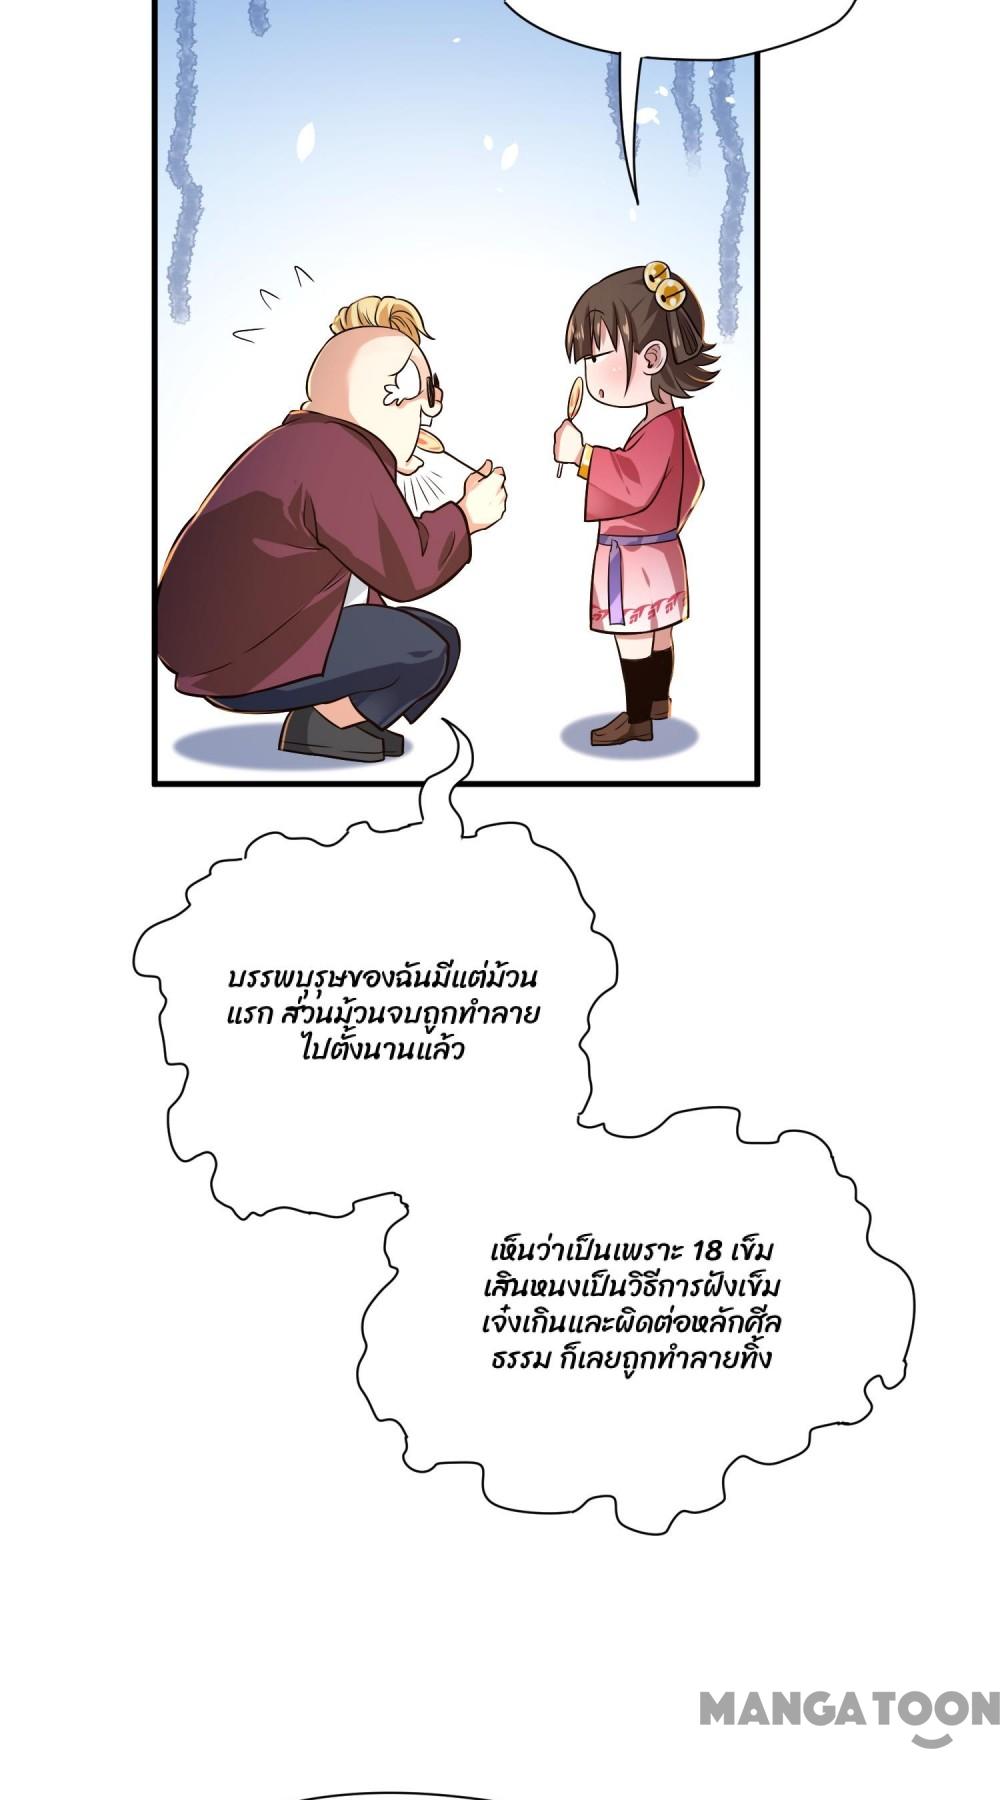 บรรพบุรุษของฉันมีแต่ม้วน
แรก ส่วนม้วนจบถูกทำลาย
ไปตั้งนานแล้ว
เห็นว่าเป็นเพราะ 18 เข็ม
เสินหนงเป็นวิธีการฝังเข็ม
เจ๋งเกินและผิดต่อหลักศีล
ธรรม ก็เลยถูกทำลายทิ้ง
MANGATOON